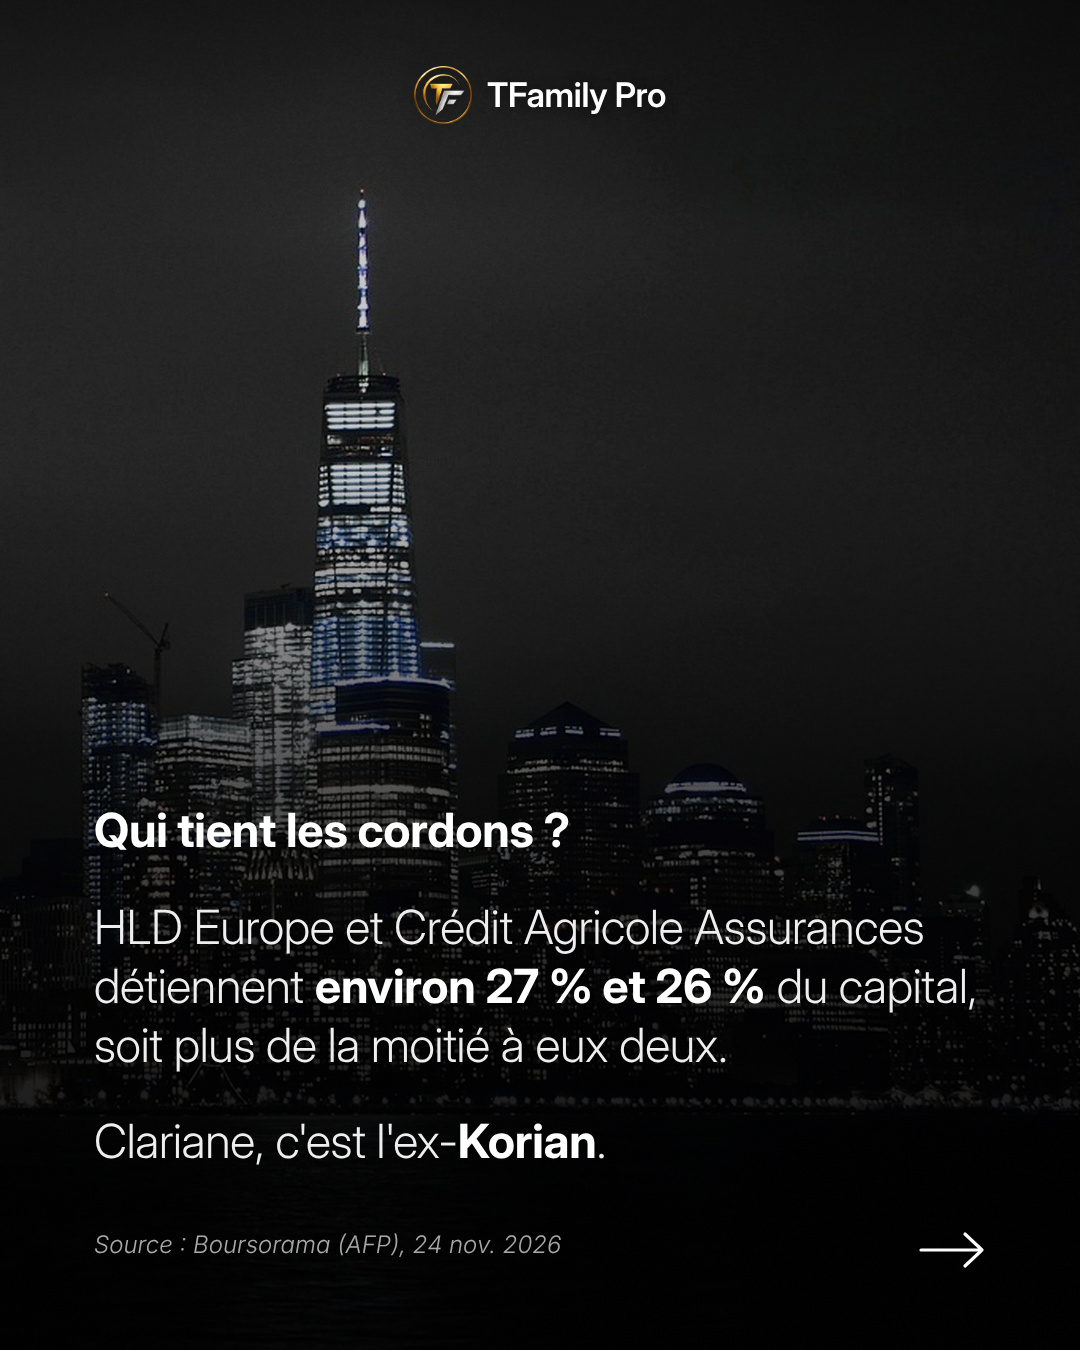 TFamily Pro
Qui tient les cordons ?
HLD Europe et Crédit Agricole Assurances
détiennent environ 27 % et 26 % du capital,
soit plus de la moitié à eux deux.
Clariane, c'est l'ex-Korian.
Source : Boursorama (AFP), 24 nov. 2026